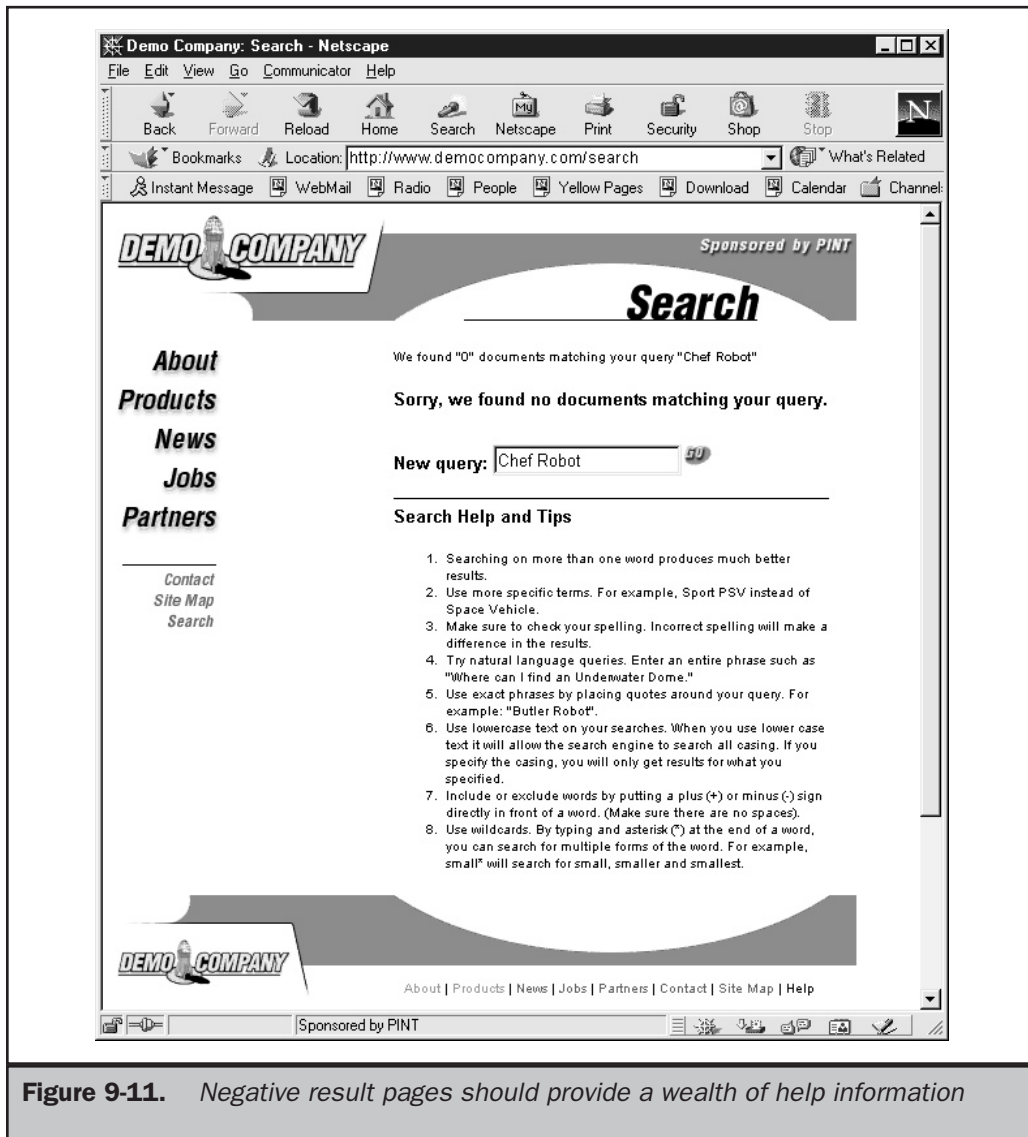 Demo Company: Search - Netscape
File Edit View Go Communicator Help
Back Forward Reload Home Search Netscape Print Security Shop Stop
My
N
Bookmarks Location: http://www.democompany.com/search What's Related
Instant Message WebMail Radio People Yellow Pages Download Calendar Channels
DEMO COMPANY
Sponsored by PINT
Search
About
Products
News
Jobs
Partners
Contact
Site Map
Search
We found "0" documents matching your query "Chef Robot"
Sorry, we found no documents matching your query.
New query: Chef Robot GO
Search Help and Tips
1. Searching on more than one word produces much better
results.
2. Use more specific terms. For example, Sport PSV instead of
Space Vehicle.
3. Make sure to check your spelling. Incorrect spelling will make a
difference in the results.
4. Try natural language queries. Enter an entire phrase such as
"Where can I find an Underwater Dome."
5. Use exact phrases by placing quotes around your query. For
example: "Butler Robot".
6. Use lowercase text on your searches. When you use lower case
text it will allow the search engine to search all casing. If you
specify the casing, you will only get results for what you
specified.
7. Include or exclude words by putting a plus (+) or minus (-) sign
directly in front of a word. (Make sure there are no spaces).
8. Use wildcards. By typing and asterisk (*) at the end of a word,
you can search for multiple forms of the word. For example,
small* will search for small, smaller and smallest.
DEMO COMPANY
About | Products | News | Jobs | Partners | Contact | Site Map | Help
Sponsored by PINT
Figure 9-11. Negative result pages should provide a wealth of help information